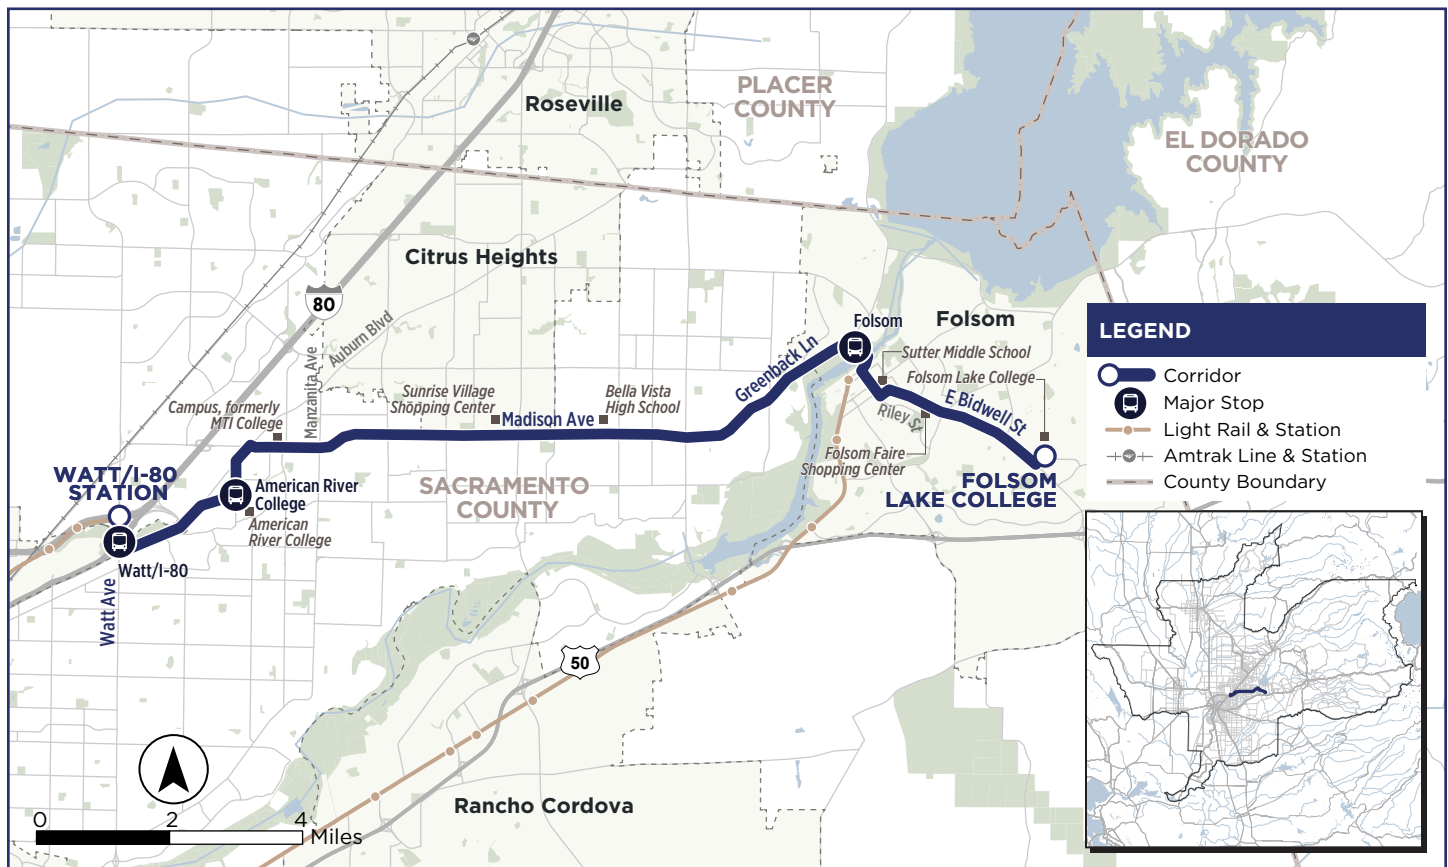 PLACER
COUNTY
Roseville
EL DORADO
COUNTY
Citrus Heights
80
Auburn Blvd
Manzanita Ave
Folsom
Folsom
Greenback Ln
Sutter Middle School
Folsom Lake College
Sunrise Village
Shopping Center
Bella Vista
High School
Madison Ave
Campus, formerly
MTI College
E Bidwell St
Riley St
Folsom Faire
Shopping Center
WATT/I-80
STATION
American River
College
American
River College
SACRAMENTO
COUNTY
FOLSOM
LAKE COLLEGE
Watt/I-80
Watt Ave
50
Rancho Cordova
0 2 4
Miles
LEGEND
Corridor
Major Stop
Light Rail & Station
Amtrak Line & Station
County Boundary